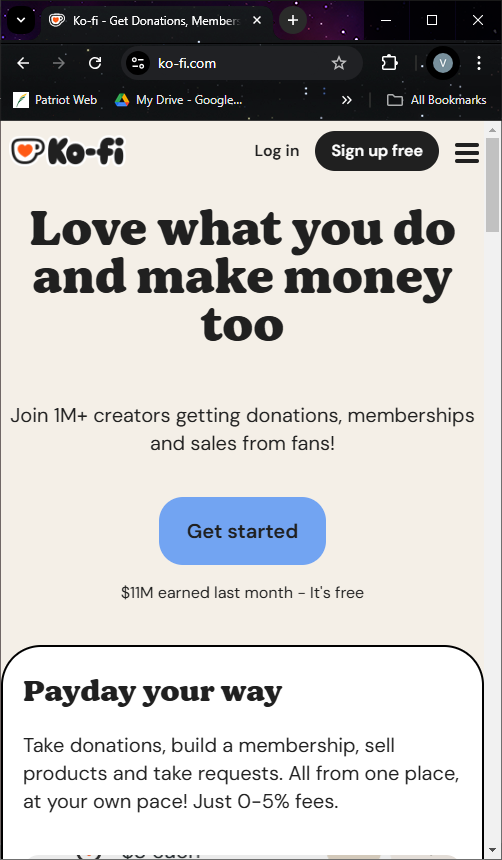 Ko-fi - Get Donations, Members
ko-fi.com
V
Patriot Web
My Drive - Google...
All Bookmarks
Ko-fi
Log in
Sign up free
Love what you do
and make money
too
Join 1M+ creators getting donations, memberships
and sales from fans!
Get started
$11M earned last month - It's free
Payday your way
Take donations, build a membership, sell
products and take requests. All from one place,
at your own pace! Just 0-5% fees.